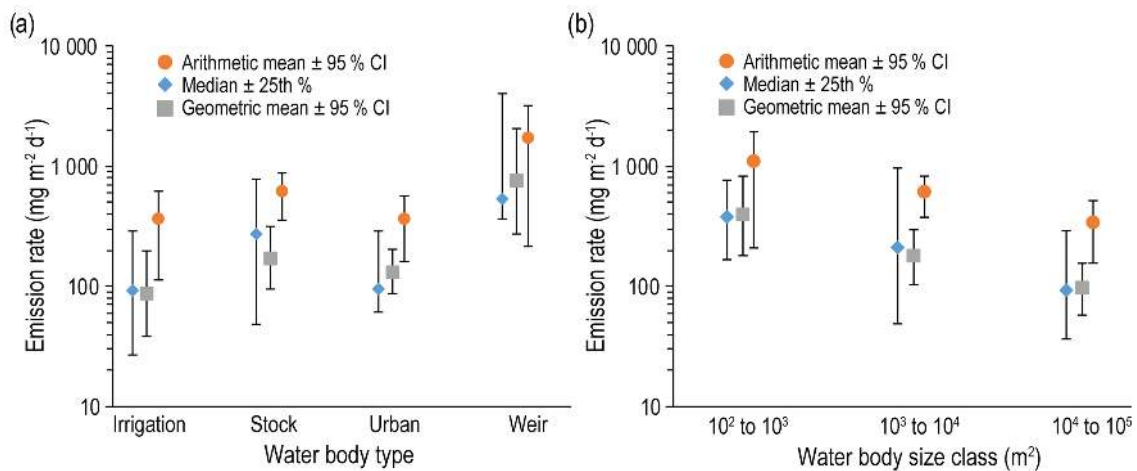 (a)
10 000
1 000
100
10
Emission rate (mg m⁻² d⁻¹)
Arithmetic mean ± 95 % CI
Median ± 25th %
Geometric mean ± 95 % CI
Irrigation Stock Urban Weir
Water body type
(b)
10 000
1 000
100
10
Emission rate (mg m⁻² d⁻¹)
Arithmetic mean ± 95 % CI
Median ± 25th %
Geometric mean ± 95 % CI
10² to 10³ 10³ to 10⁴ 10⁴ to 10⁵
Water body size class (m²)